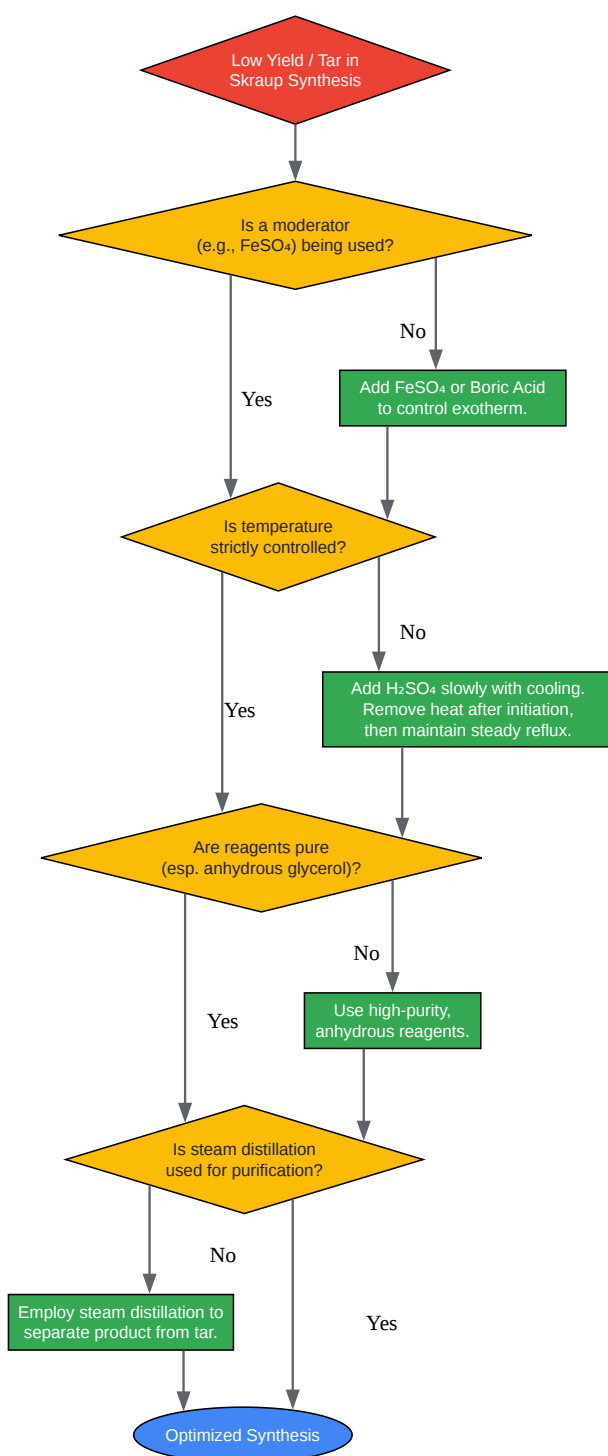 Low Yield / Tar in
Skraup Synthesis
Is a moderator
(e.g., FeSO₄) being used?
No
Add FeSO₄ or Boric Acid
to control exotherm.
Yes
Is temperature
strictly controlled?
No
Add H₂SO₄ slowly with cooling.
Remove heat after initiation,
then maintain steady reflux.
Yes
Are reagents pure
(esp. anhydrous glycerol)?
No
Use high-purity,
anhydrous reagents.
Yes
Is steam distillation
used for purification?
No
Employ steam distillation to
separate product from tar.
Yes
Optimized Synthesis